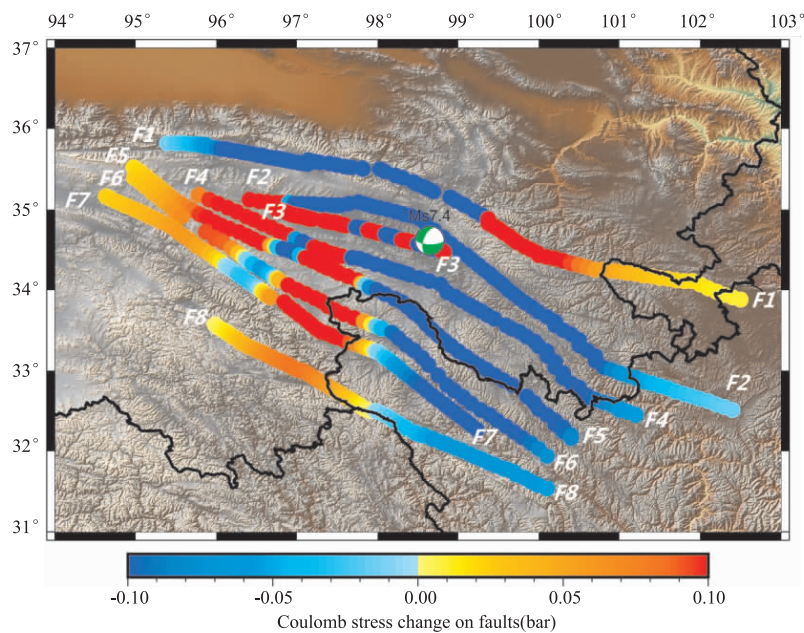 94° 95° 96° 97° 98° 99° 100° 101° 102° 103°
37°
36°
F1
F5
F6 F4 F2
F7
35°
F3 Ms7.4
F3
34°
F1
F8
33°
F2
F4
F5
F7
32°
F6
F8
31°
-0.10 -0.05 0.00 0.05 0.10
Coulomb stress change on faults(bar)